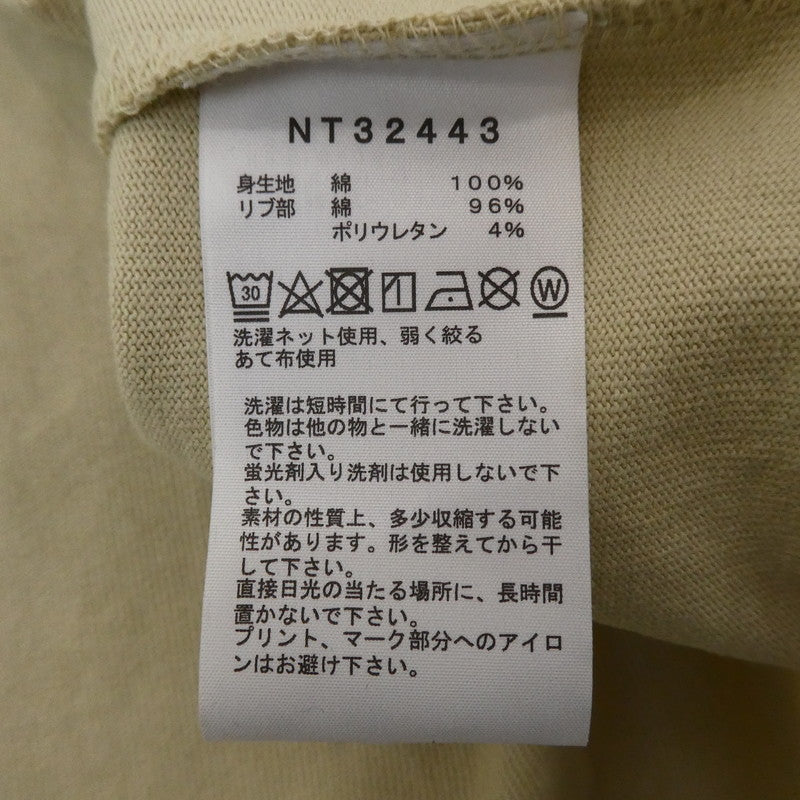 NT32443
身生地 綿 100%
リブ部 綿 96%
ポリウレタン 4%
30 W
洗濯ネット使用、弱く絞る
あて布使用
洗濯は短時間にて行って下さい。
色物は他の物と一緒に洗濯しない
で下さい。
蛍光剤入り洗剤は使用しないで下
さい。
素材の性質上、多少収縮する可能
性があります。形を整えてから干
して下さい。
直接日光の当たる場所に、長時間
置かないで下さい。
プリント、マーク部分へのアイロ
ンはお避け下さい。